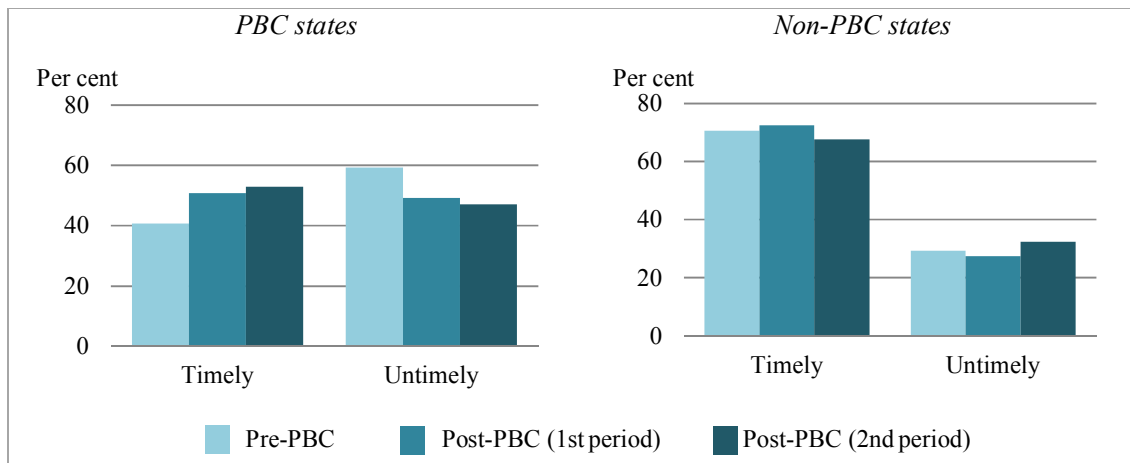 PBC states
Non-PBC states
Per cent
80
60
40
20
0
Timely
Untimely
Per cent
80
60
40
20
0
Timely
Untimely
Pre-PBC
Post-PBC (1st period)
Post-PBC (2nd period)